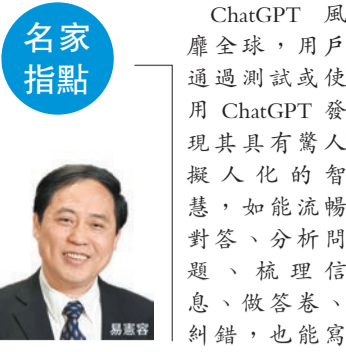 名家
指點
易憲容
ChatGPT 風
靡全球，用戶
通過測試或使
用 ChatGPT 發
現其具有驚人
擬人化的智
慧，如能流暢
對答、分析問
題、梳理信
息、做答卷、
糾錯，也能寫